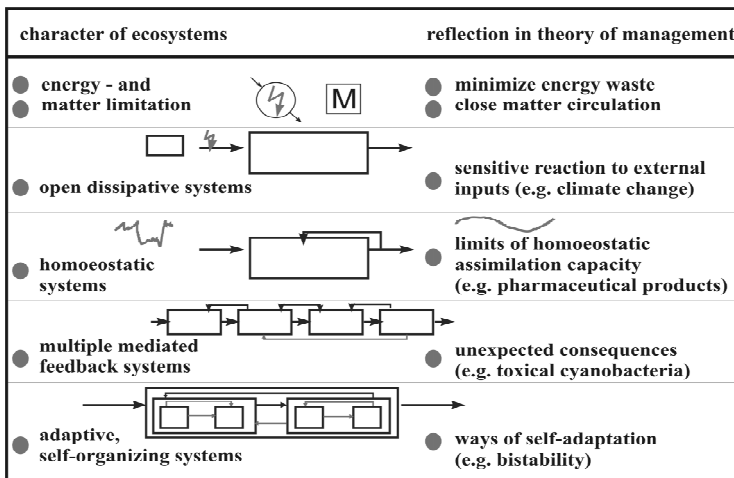 character of ecosystems
reflection in theory of management
energy - and
matter limitation
M
minimize energy waste
close matter circulation
open dissipative systems
sensitive reaction to external
inputs (e.g. climate change)
homoeostatic
systems
limits of homoeostatic
assimilation capacity
(e.g. pharmaceutical products)
multiple mediated
feedback systems
unexpected consequences
(e.g. toxical cyanobacteria)
adaptive,
self-organizing systems
ways of self-adaptation
(e.g. bistability)